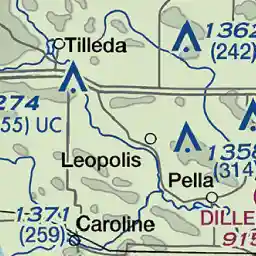 Tilleda
1362
(242)
274
55) UC
Leopolis
1358
(314)
Pella
1371
(259)
Caroline
DILLE
915